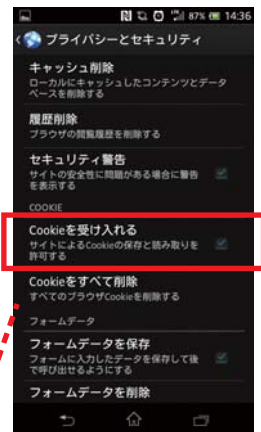 87% 14:36
プライバシーとセキュリティ
キャッシュ削除
ローカルにキャッシュしたコンテンツとデータ
ベースを削除する
履歴削除
ブラウザの閲覧履歴を削除する
セキュリティ警告
サイトの安全性に問題がある場合に警告
を表示する
COOKIE
Cookieを受け入れる
サイトによるCookieの保存と読み取りを
許可する
Cookieをすべて削除
すべてのブラウザCookieを削除する
フォームデータ
フォームデータを保存
フォームに入力したデータを保存して後
で呼び出せるようにする
フォームデータを削除